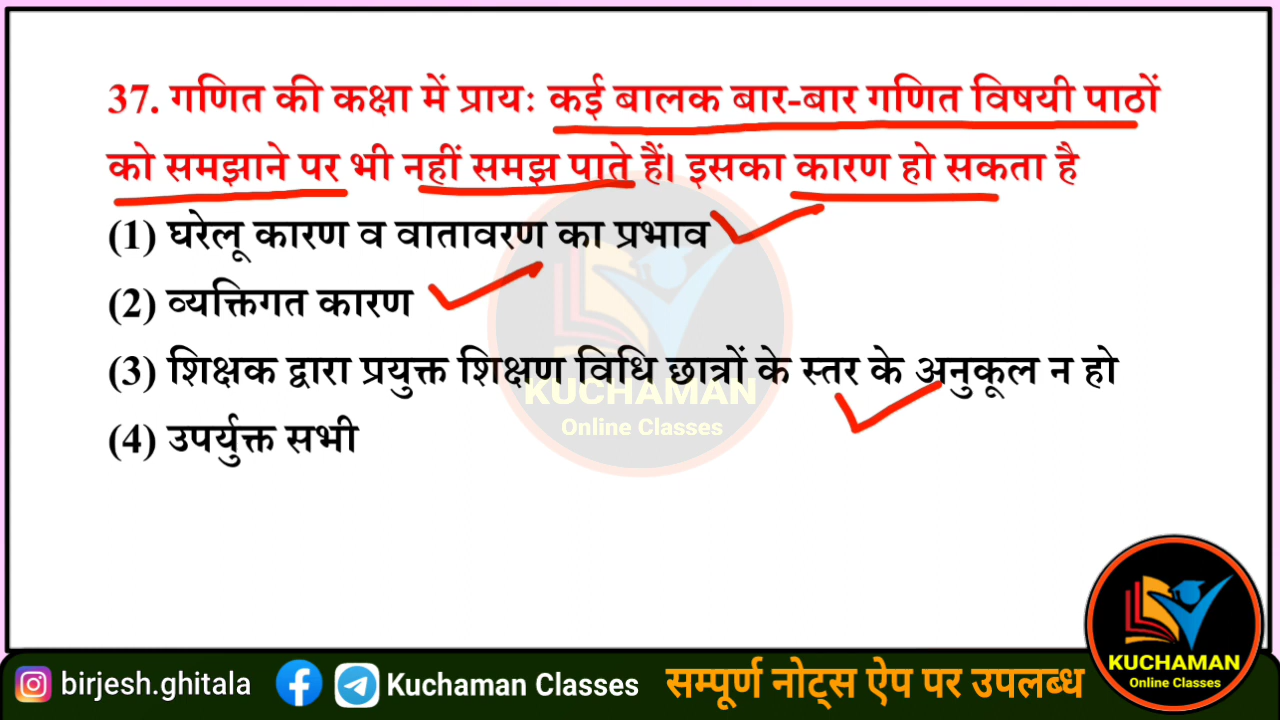 37. गणित की कक्षा में प्रायः कई बालक बार-बार गणित विषयी पाठों
को समझाने पर भी नहीं समझ पाते हैं। इसका कारण हो सकता है
(1) घरेलू कारण व वातावरण का प्रभाव
(2) व्यक्तिगत कारण
(3) शिक्षक द्वारा प्रयुक्त शिक्षण विधि छात्रों के स्तर के अनुकूल न हो
KUCHAMAN
Online Classes
(4) उपर्युक्त सभी
KUCHAMAN
Online Classes
birjesh.ghitala
Kuchaman Classes
सम्पूर्ण नोट्स ऐप पर उपलब्ध